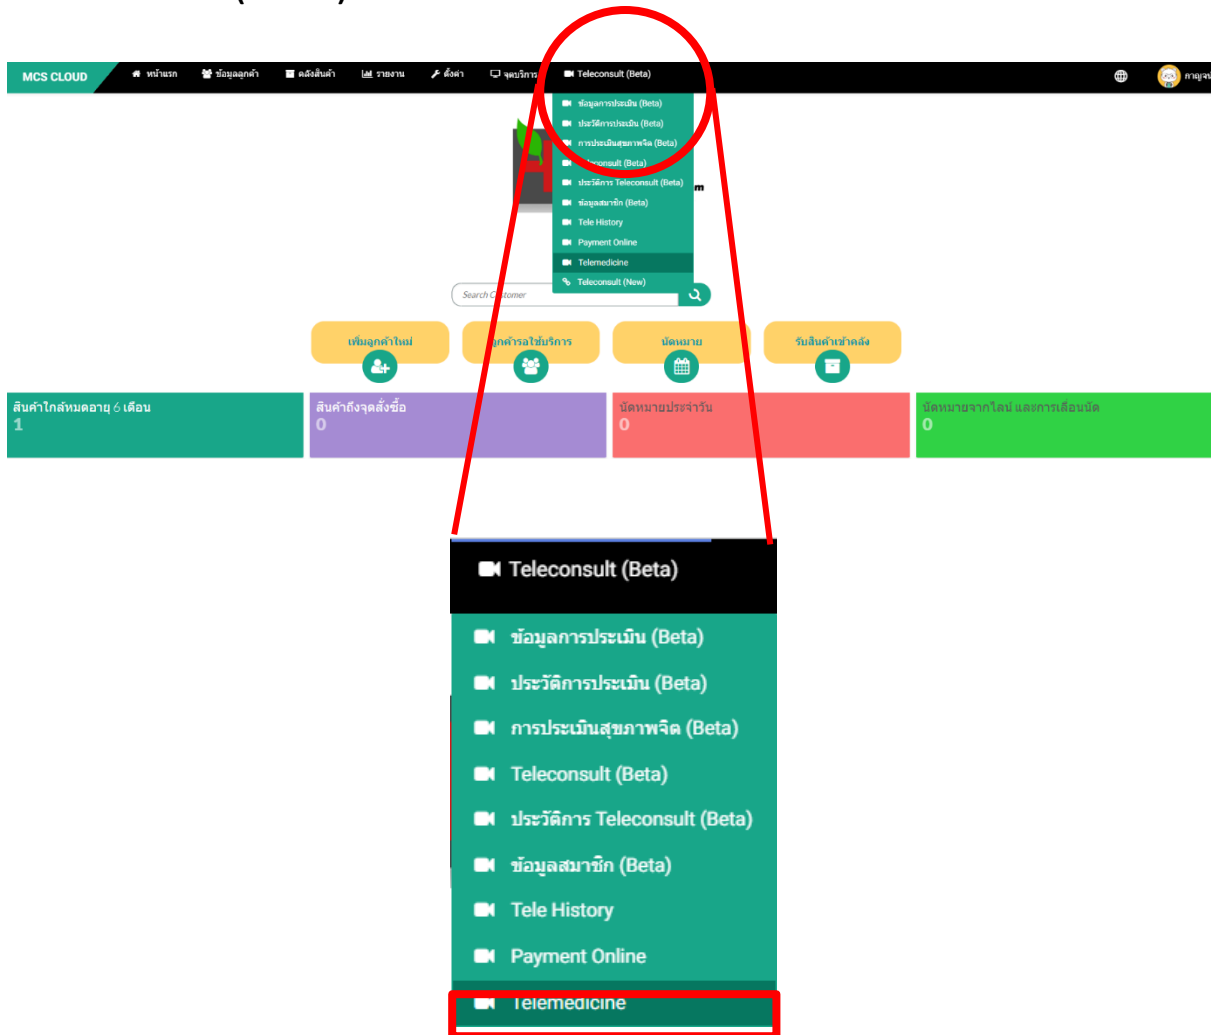 MCS CLOUD หน้าแรก ข้อมูลลูกค้า คลังสินค้า รายงาน ตั้งค่า จุดบริการ Teleconsult (Beta)
ข้อมูลการประเมิน (Beta)
ประวัติการประเมิน (Beta)
การประเมินสุขภาพจิต (Beta)
Teleconsult (Beta)
ประวัติการ Teleconsult (Beta)
ข้อมูลสมาชิก (Beta)
Tele History
Payment Online
Telemedicine
Teleconsult (New)
Search Customer
เพิ่มลูกค้าใหม่ ลูกค้ารอใช้บริการ นัดหมาย รับสินค้าเข้าคลัง
สินค้าใกล้หมดอายุ 6 เดือน สินค้าถึงจุดสั่งซื้อ นัดหมายประจำวัน นัดหมายจากไลน์ และการเลื่อนนัด
1 0 0 0
Teleconsult (Beta)
ข้อมูลการประเมิน (Beta)
ประวัติการประเมิน (Beta)
การประเมินสุขภาพจิต (Beta)
Teleconsult (Beta)
ประวัติการ Teleconsult (Beta)
ข้อมูลสมาชิก (Beta)
Tele History
Payment Online
Telemedicine